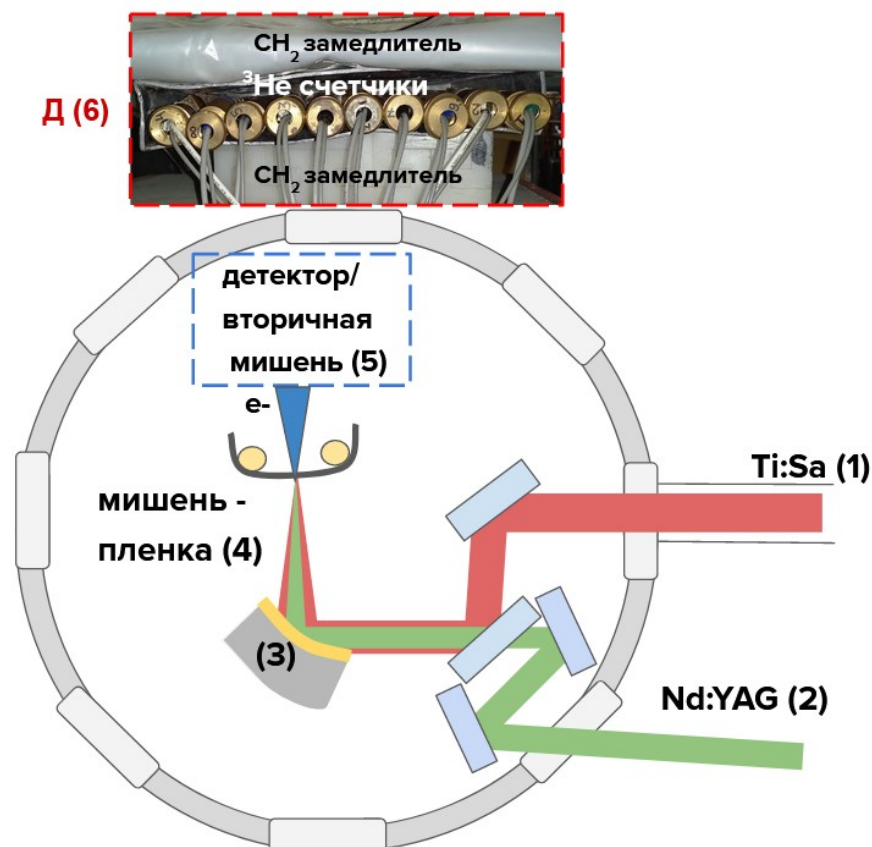 CH2 замедлитель
3He счетчики
Д (6)
CH2 замедлитель
детектор/
вторичная
мишень (5)
e-
Ti:Sa (1)
мишень -
пленка (4)
(3)
Nd:YAG (2)